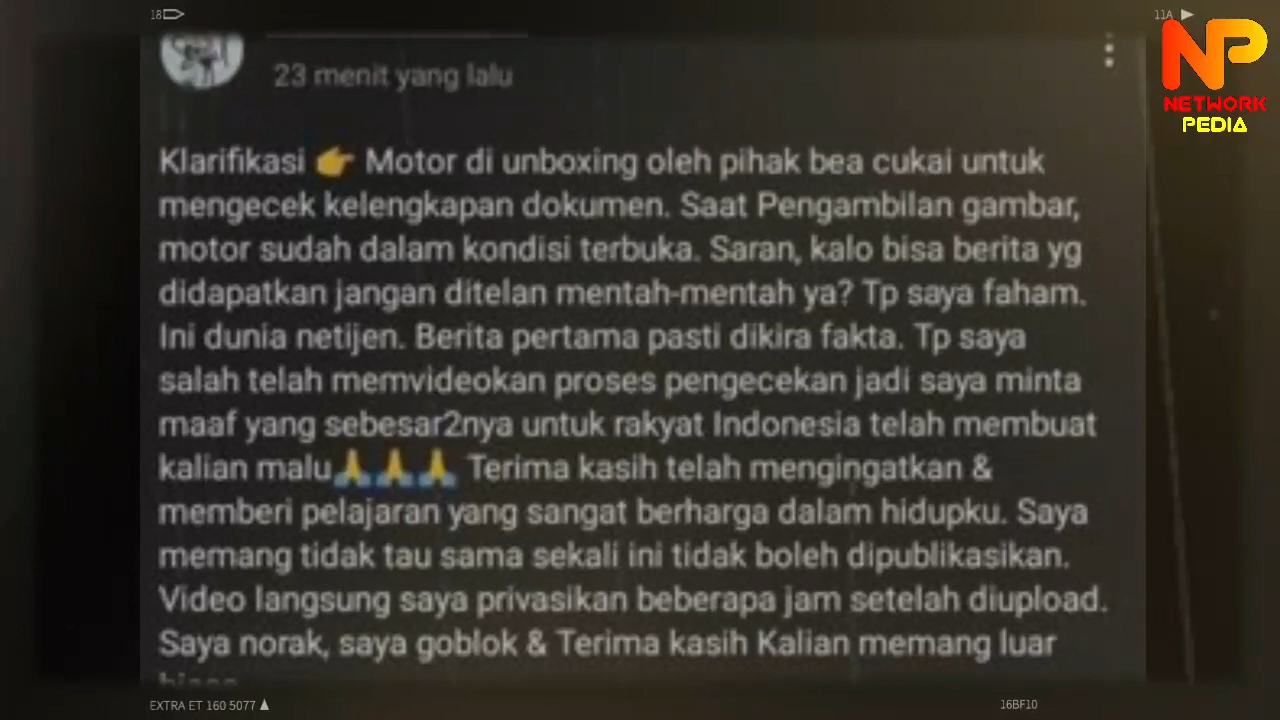 18
11A
NP
NETWORK
PEDIA
23 menit yang lalu
Klarifikasi 👉 Motor di unboxing oleh pihak bea cukai untuk
mengecek kelengkapan dokumen. Saat Pengambilan gambar,
motor sudah dalam kondisi terbuka. Saran, kalo bisa berita yg
didapatkan jangan ditelan mentah-mentah ya? Tp saya faham.
Ini dunia netijen. Berita pertama pasti dikira fakta. Tp saya
salah telah memvideokan proses pengecekan jadi saya minta
maaf yang sebesar2nya untuk rakyat Indonesia telah membuat
kalian malu🙏🙏🙏 Terima kasih telah mengingatkan &
memberi pelajaran yang sangat berharga dalam hidupku. Saya
memang tidak tau sama sekali ini tidak boleh dipublikasikan.
Video langsung saya privasikan beberapa jam setelah diupload.
Saya norak, saya goblok & Terima kasih Kalian memang luar
EXTRA ET 160 5077
16BF10